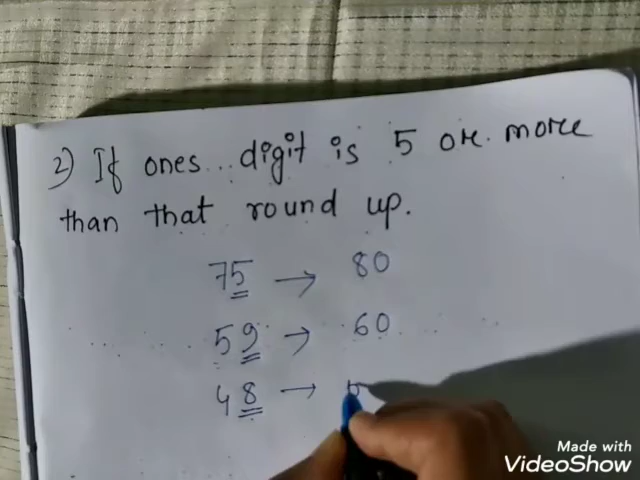 2) If ones.. digit is 5 or more
than that round up.
75 → 80
59 → 60
48 →
Made with
VideoShow